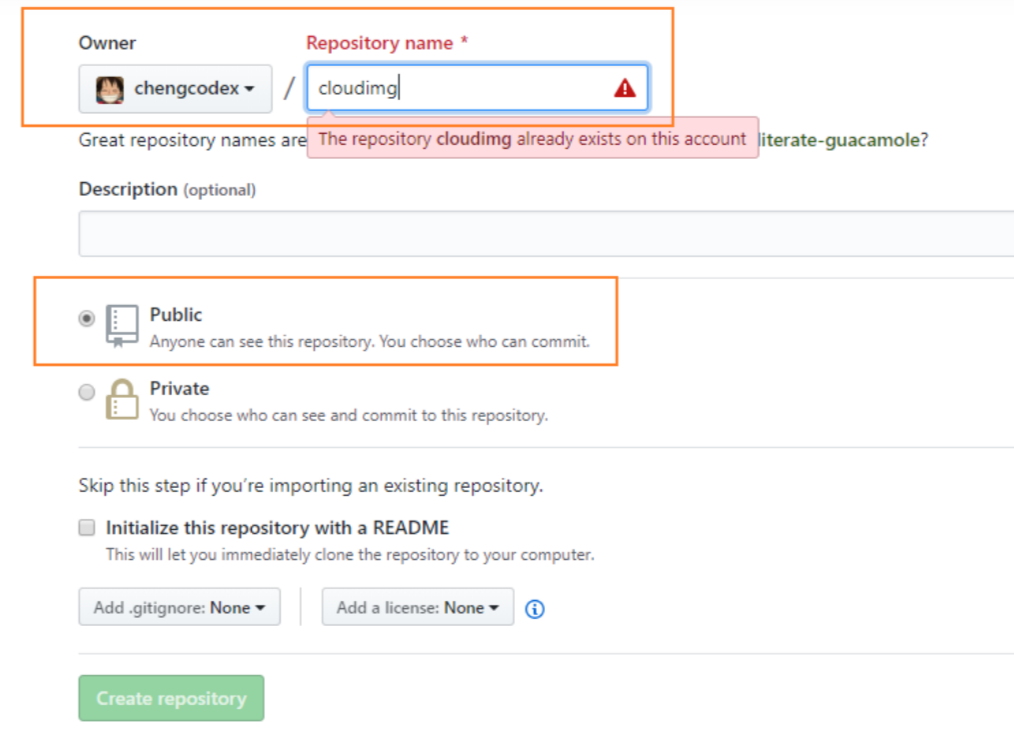 Owner
Repository name *
chengcodex / cloudimg
Great repository names are
The repository cloudimg already exists on this account
literate-guacamole?
Description (optional)
Public
Anyone can see this repository. You choose who can commit.
Private
You choose who can see and commit to this repository.
Skip this step if you’re importing an existing repository.
Initialize this repository with a README
This will let you immediately clone the repository to your computer.
Add .gitignore: None
Add a license: None
Create repository